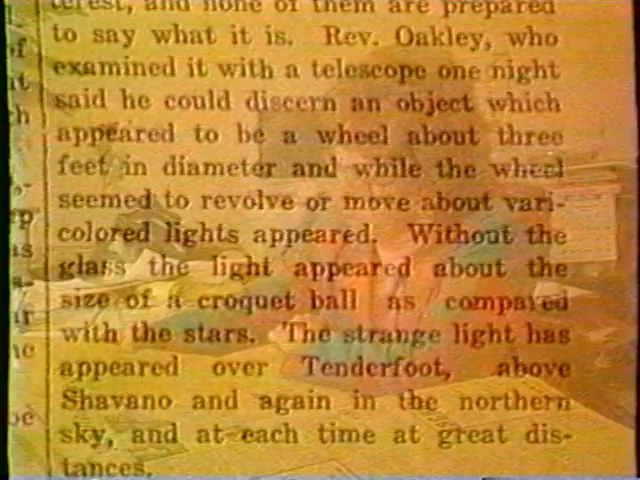 terest, and none of them are prepared
to say what it is. Rev. Oakley, who
examined it with a telescope one night
said he could discern an object which
appeared to be a wheel about three
feet in diameter and while the wheel
seemed to revolve or move about vari-
colored lights appeared. Without the
glass the light appeared about the
size of a croquet ball as compared
with the stars. The strange light has
appeared over Tenderfoot, above
Shavano and again in the northern
sky, and at each time at great dis-
tances.